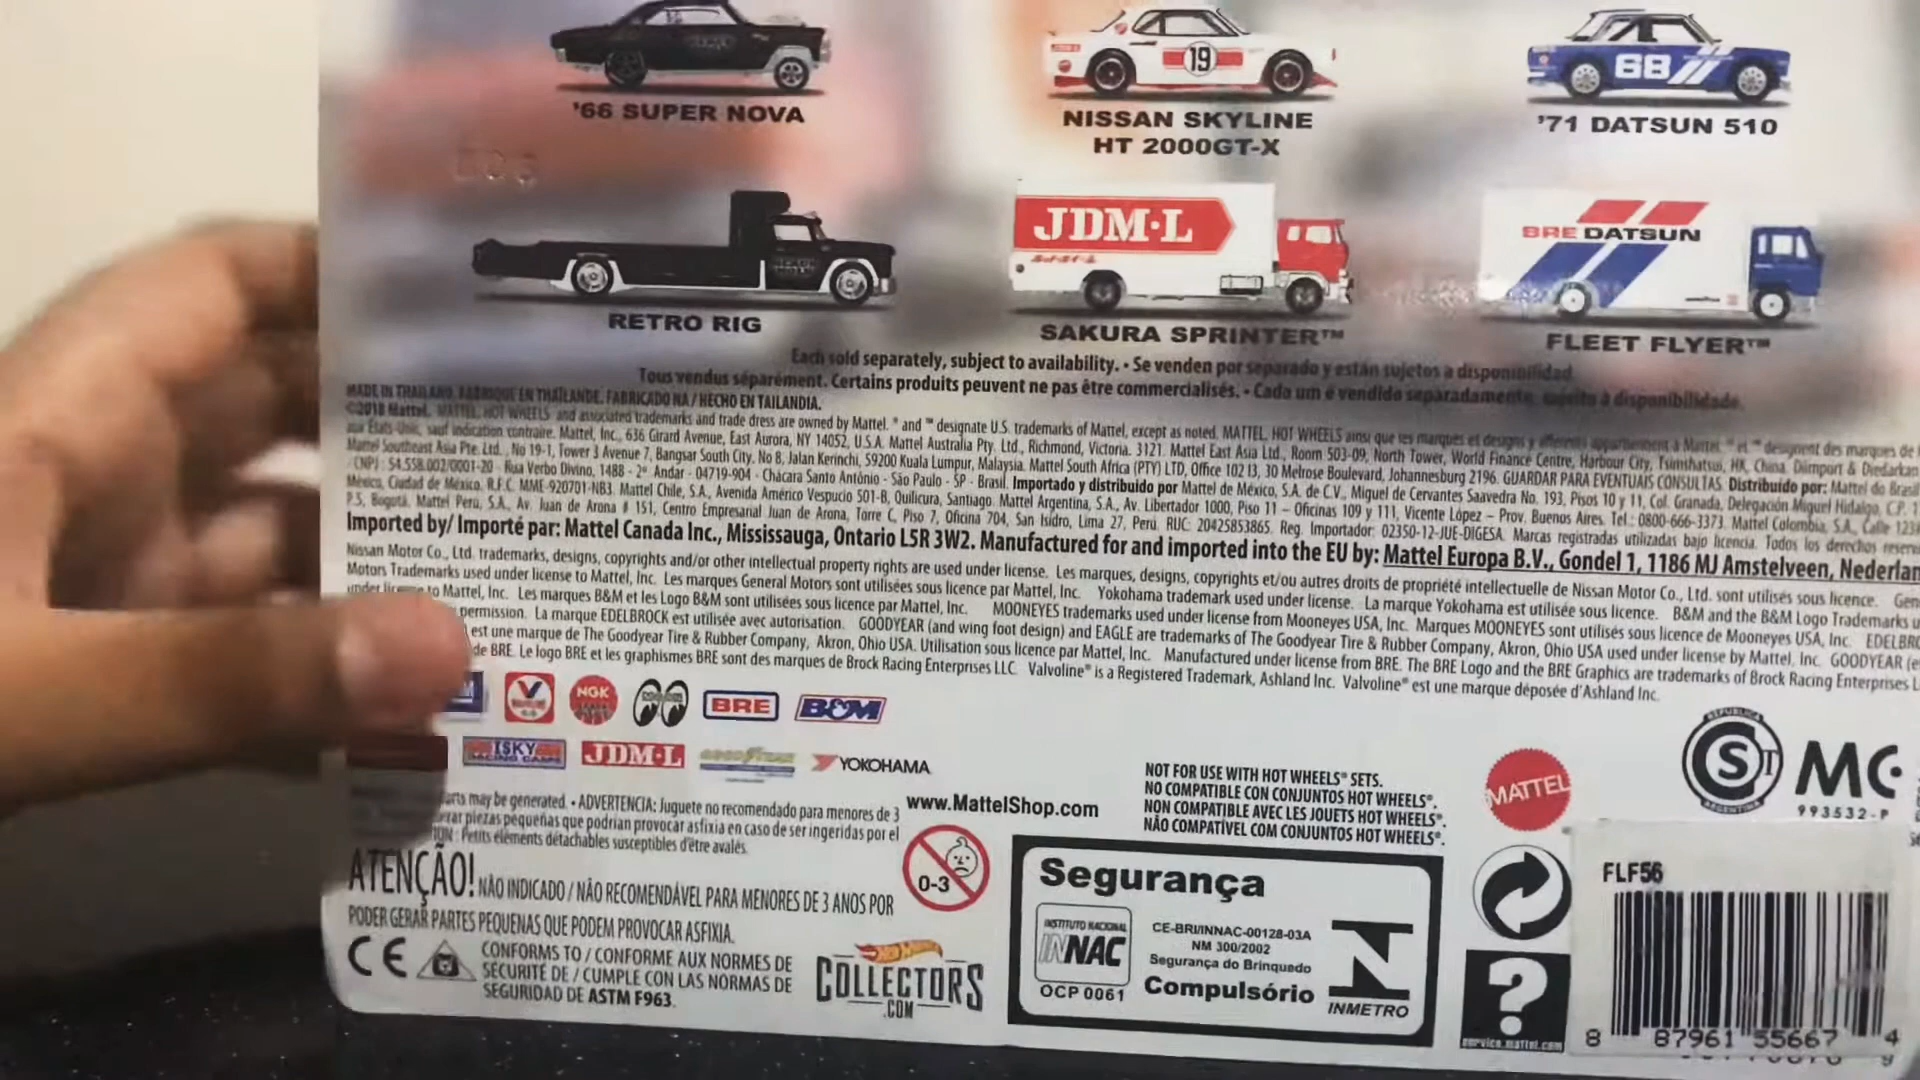 '66 SUPER NOVA
19
NISSAN SKYLINE
HT 2000GT-X
68
'71 DATSUN 510
RETRO RIG
JDM·L
SAKURA SPRINTER™
BRE DATSUN
FLEET FLYER™
Each sold separately, subject to availability. • Se venden por separado y están sujetos a disponibilidad.
Tous vendus séparément. Certains produits peuvent ne pas être commercialisés. • Cada um é vendido separadamente, sujeito à disponibilidade.
MADE IN THAILAND. FABRIQUÉ EN THAÏLANDE. FABRICADO NA / HECHO EN TAILANDIA.
©2018 Mattel. MATTEL, HOT WHEELS and associated trademarks and trade dress are owned by Mattel. ® and ™ designate U.S. trademarks of Mattel, except as noted. MATTEL, HOT WHEELS ainsi que les marques et designs y afférents appartiennent à Mattel. ® et ™ désignent des marques de
aux États-Unis, sauf indication contraire. Mattel, Inc., 636 Girard Avenue, East Aurora, NY 14052, U.S.A. Mattel Australia Pty. Ltd., Richmond, Victoria. 3121. Mattel East Asia Ltd., Room 503-09, North Tower, World Finance Centre, Harbour City, Tsimshatsui, HK, China. Diimport & Diedarkan
Mattel Southeast Asia Pte. Ltd., No 19-1, Tower 3 Avenue 7, Bangsar South City, No 8, Jalan Kerinchi, 59200 Kuala Lumpur, Malaysia. Mattel South Africa (PTY) LTD, Office 102 I3, 30 Melrose Boulevard, Johannesburg 2196. GUARDAR PARA EVENTUAIS CONSULTAS. Distribuído por: Mattel do Brasil
- CNPJ : 54.558.002/0001-20 - Rua Verbo Divino, 1488 - 2º Andar - 04719-904 - Chácara Santo Antônio - São Paulo - SP - Brasil. Importado y distribuido por Mattel de México, S.A. de C.V., Miguel de Cervantes Saavedra No. 193, Pisos 10 y 11, Col. Granada, Delegación Miguel Hidalgo, C.P. 1
México, Ciudad de México. R.F.C. MME-920701-NB3. Mattel Chile, S.A., Avenida Américo Vespucio 501-B, Quilicura, Santiago. Mattel Argentina, S.A., Av. Libertador 1000, Piso 11 – Oficinas 109 y 111, Vicente López – Prov. Buenos Aires. Tel.: 0800-666-3373. Mattel Colombia, S.A., Calle 123#
P.5, Bogotá. Mattel Perú, S.A., Av. Juan de Arona # 151, Centro Empresarial Juan de Arona, Torre C, Piso 7, Oficina 704, San Isidro, Lima 27, Perú. RUC: 20425853865. Reg. Importador: 02350-12-JUE-DIGESA. Marcas registradas utilizadas bajo licencia. Todos los derechos
Imported by/ Importé par: Mattel Canada Inc., Mississauga, Ontario L5R 3W2. Manufactured for and imported into the EU by: Mattel Europa B.V., Gondel 1, 1186 MJ Amstelveen, Nederlan
Nissan Motor Co., Ltd. trademarks, designs, copyrights and/or other intellectual property rights are used under license. Les marques, designs, copyrights et/ou autres droits de propriété intellectuelle de Nissan Motor Co., Ltd. sont utilisés sous licence. Gen
Motors Trademarks used under license to Mattel, Inc. Les marques General Motors sont utilisées sous licence par Mattel, Inc. Yokohama trademark used under license. La marque Yokohama est utilisée sous licence. B&M and the B&M Logo Trademarks u
under license to Mattel, Inc. Les marques B&M et les Logo B&M sont utilisées sous licence par Mattel, Inc. MOONEYES trademarks used under license from Mooneyes USA, Inc. Marques MOONEYES sont utilisés sous licence de Mooneyes USA, Inc. EDELBRO
permission. La marque EDELBROCK est utilisée avec autorisation. GOODYEAR (and wing foot design) and EAGLE are trademarks of The Goodyear Tire & Rubber Company, Akron, Ohio USA used under license by Mattel, Inc. GOODYEAR (e
est une marque de The Goodyear Tire & Rubber Company, Akron, Ohio USA. Utilisation sous licence par Mattel, Inc. Manufactured under license from BRE. The BRE Logo and the BRE Graphics are trademarks of Brock Racing Enterprises L
de BRE. Le logo BRE et les graphismes BRE sont des marques de Brock Racing Enterprises LLC. Valvoline® is a Registered Trademark, Ashland Inc. Valvoline® est une marque déposée d'Ashland Inc.
NGK
BRE
B&M
ISKY
RACING CAMS
JDM·L
GOODYEAR
YOKOHAMA
parts may be generated. • ADVERTENCIA: Juguete no recomendado para menores de 3
piezas pequeñas que podrían provocar asfixia en caso de ser ingeridas por el
Petits éléments détachables susceptibles d'être avalés.
www.MattelShop.com
NOT FOR USE WITH HOT WHEELS® SETS.
NO COMPATIBLE CON CONJUNTOS HOT WHEELS®.
NON COMPATIBLE AVEC LES JOUETS HOT WHEELS®.
NÃO COMPATÍVEL COM CONJUNTOS HOT WHEELS®.
MATTEL
REPUBLICA
S T
ARGENTINA
MC
993532-P
ATENÇÃO! NÃO INDICADO / NÃO RECOMENDÁVEL PARA MENORES DE 3 ANOS POR
PODER GERAR PARTES PEQUENAS QUE PODEM PROVOCAR ASFIXIA.
0-3
CE
CONFORMS TO / CONFORME AUX NORMES DE
SÉCURITÉ DE / CUMPLE CON LAS NORMAS DE
SEGURIDAD DE ASTM F963.
HOT WHEELS
COLLECTORS
.COM
Segurança
INSTITUTO NACIONAL
INNAC
OCP 0061
CE-BRI/INNAC-00128-03A
NM 300/2002
Segurança do Brinquedo
Compulsório
INMETRO
?
service.mattel.com
FLF56
8 87961 55667 4